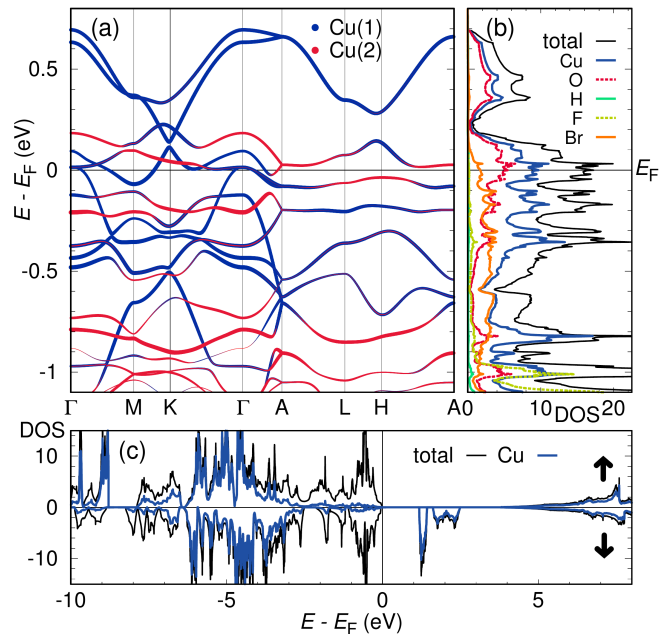 (a)
Cu(1)
Cu(2)
(b)
total
Cu
O
H
F
Br
E - E_F (eV)
0.5
0
-0.5
-1
E_F
Γ M K Γ A L H A
0 10 20
DOS
DOS
(c)
total — Cu —
10
0
-10
-10 -5 0 5
E - E_F (eV)